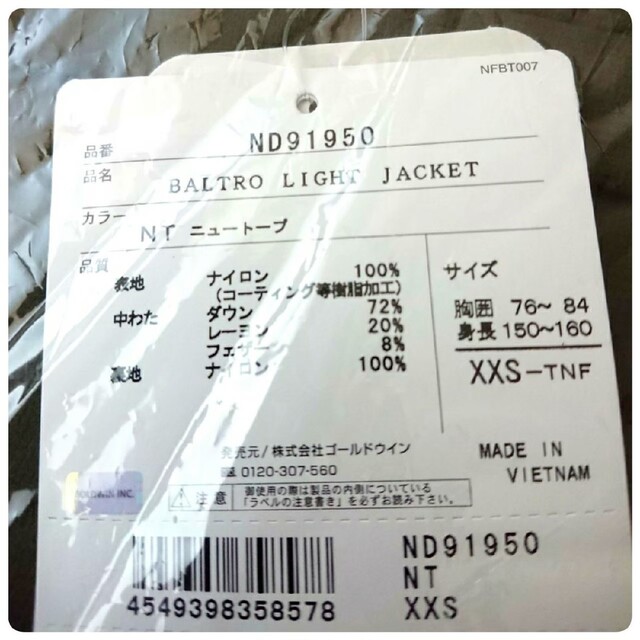 NFBT007
品番 ND91950
品名 BALTRO LIGHT JACKET
カラー NT ニュートープ
品質
表地 ナイロン 100%
(コーティング等樹脂加工)
中わた ダウン 72%
レーヨン 20%
フェザー 8%
裏地 ナイロン 100%
サイズ
胸囲 76~ 84
身長 150~160
XXS-TNF
発売元/株式会社ゴールドウイン
0120-307-560
MADE IN
VIETNAM
GOLDWIN INC.
注意 御使用の際は製品の内側についている
「ラベルの注意書き」を必ずお読み下さい。
ND91950
NT
XXS
4549398358578